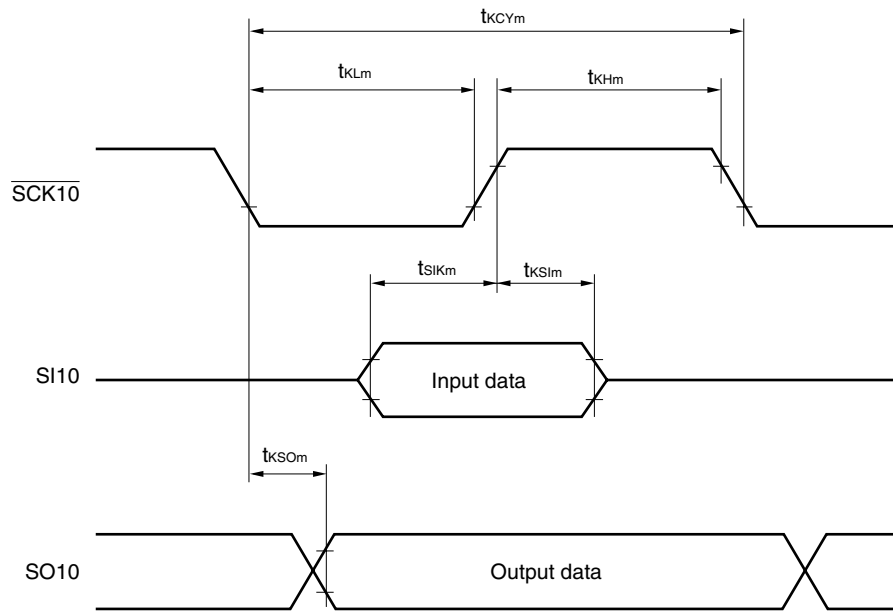 tKCYm
tKLm
tKHm
SCK10
tSIKm
tKSIm
SI10
Input data
tKSOm
SO10
Output data